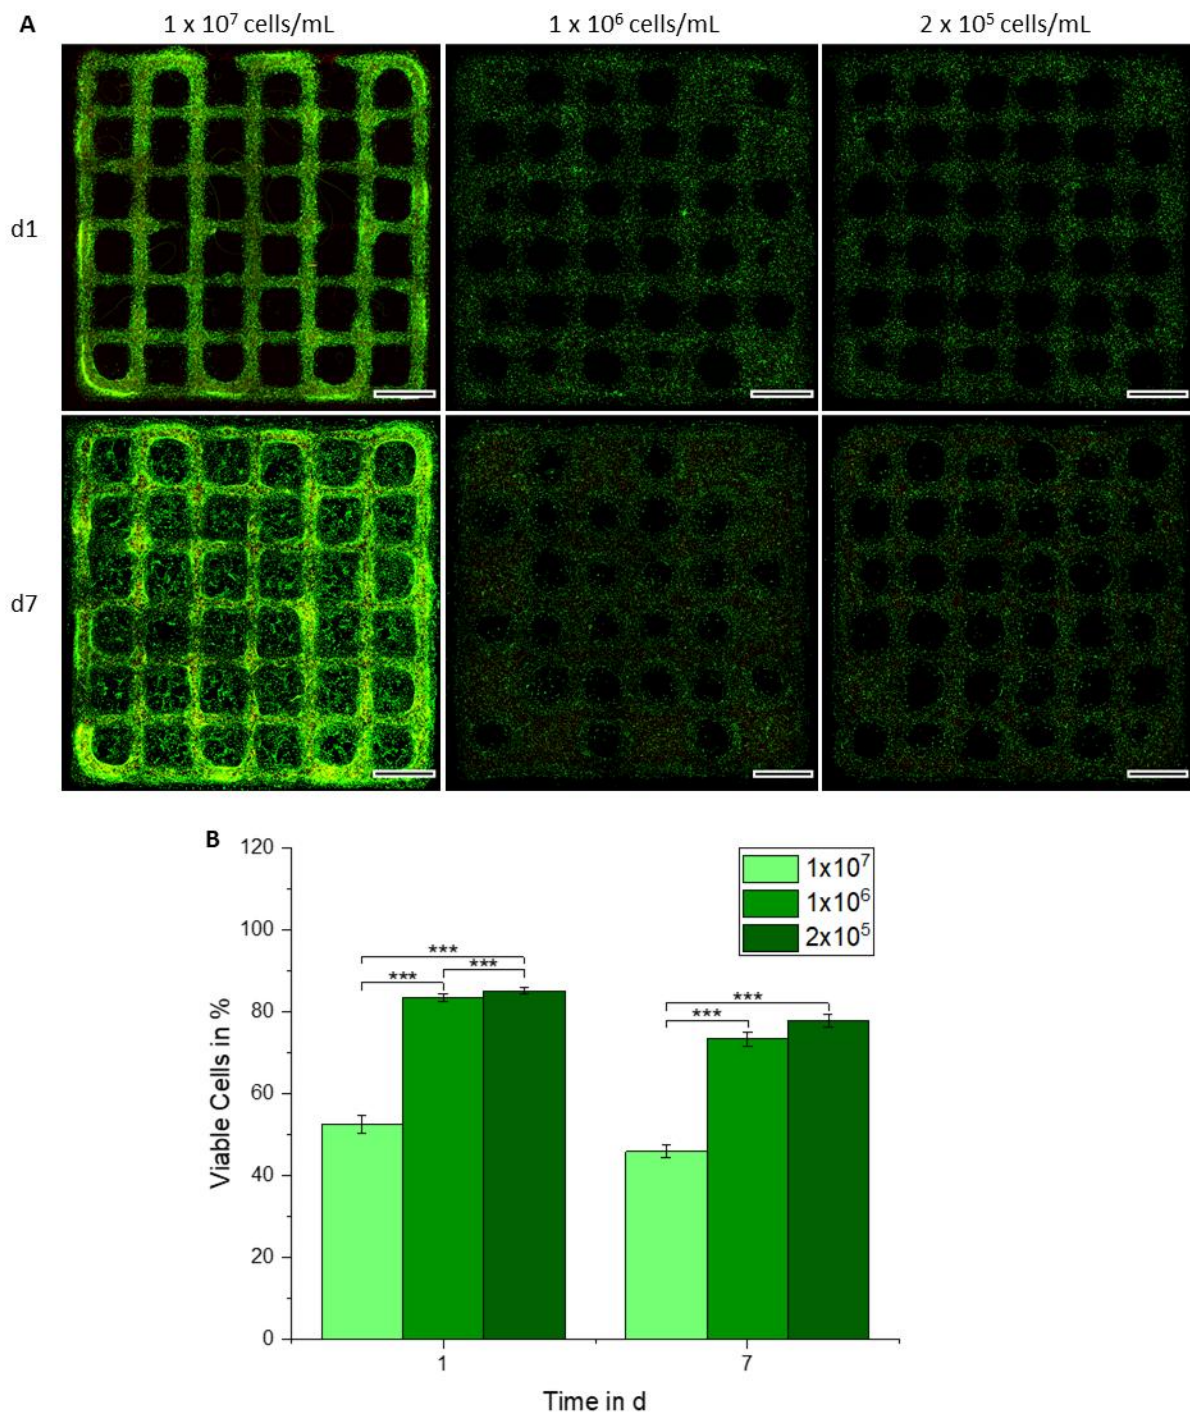 A
1 x 10⁷ cells/mL 1 x 10⁶ cells/mL 2 x 10⁵ cells/mL
d1
d7
B
120
100
80
60
40
20
0
Viable Cells in %
1x10⁷
1x10⁶
2x10⁵
***
*** ***
***
***
1 7
Time in d